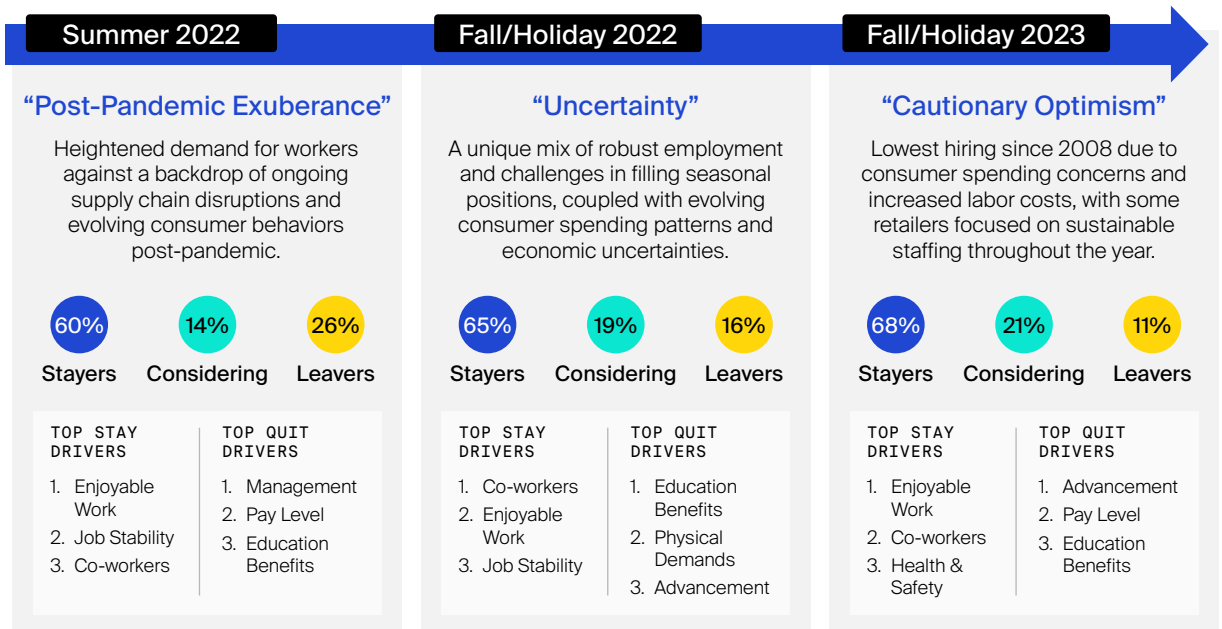 Summer 2022
“Post-Pandemic Exuberance”
Heightened demand for workers
against a backdrop of ongoing
supply chain disruptions and
evolving consumer behaviors
post-pandemic.
60%
14%
26%
Stayers
Considering
Leavers
TOP STAY
DRIVERS
1. Enjoyable
Work
2. Job Stability
3. Co-workers
TOP QUIT
DRIVERS
1. Management
2. Pay Level
3. Education
Benefits
Fall/Holiday 2022
“Uncertainty”
A unique mix of robust employment
and challenges in filling seasonal
positions, coupled with evolving
consumer spending patterns and
economic uncertainties.
65%
19%
16%
Stayers
Considering
Leavers
TOP STAY
DRIVERS
1. Co-workers
2. Enjoyable
Work
3. Job Stability
TOP QUIT
DRIVERS
1. Education
Benefits
2. Physical
Demands
3. Advancement
Fall/Holiday 2023
“Cautionary Optimism”
Lowest hiring since 2008 due to
consumer spending concerns and
increased labor costs, with some
retailers focused on sustainable
staffing throughout the year.
68%
21%
11%
Stayers
Considering
Leavers
TOP STAY
DRIVERS
1. Enjoyable
Work
2. Co-workers
3. Health &
Safety
TOP QUIT
DRIVERS
1. Advancement
2. Pay Level
3. Education
Benefits